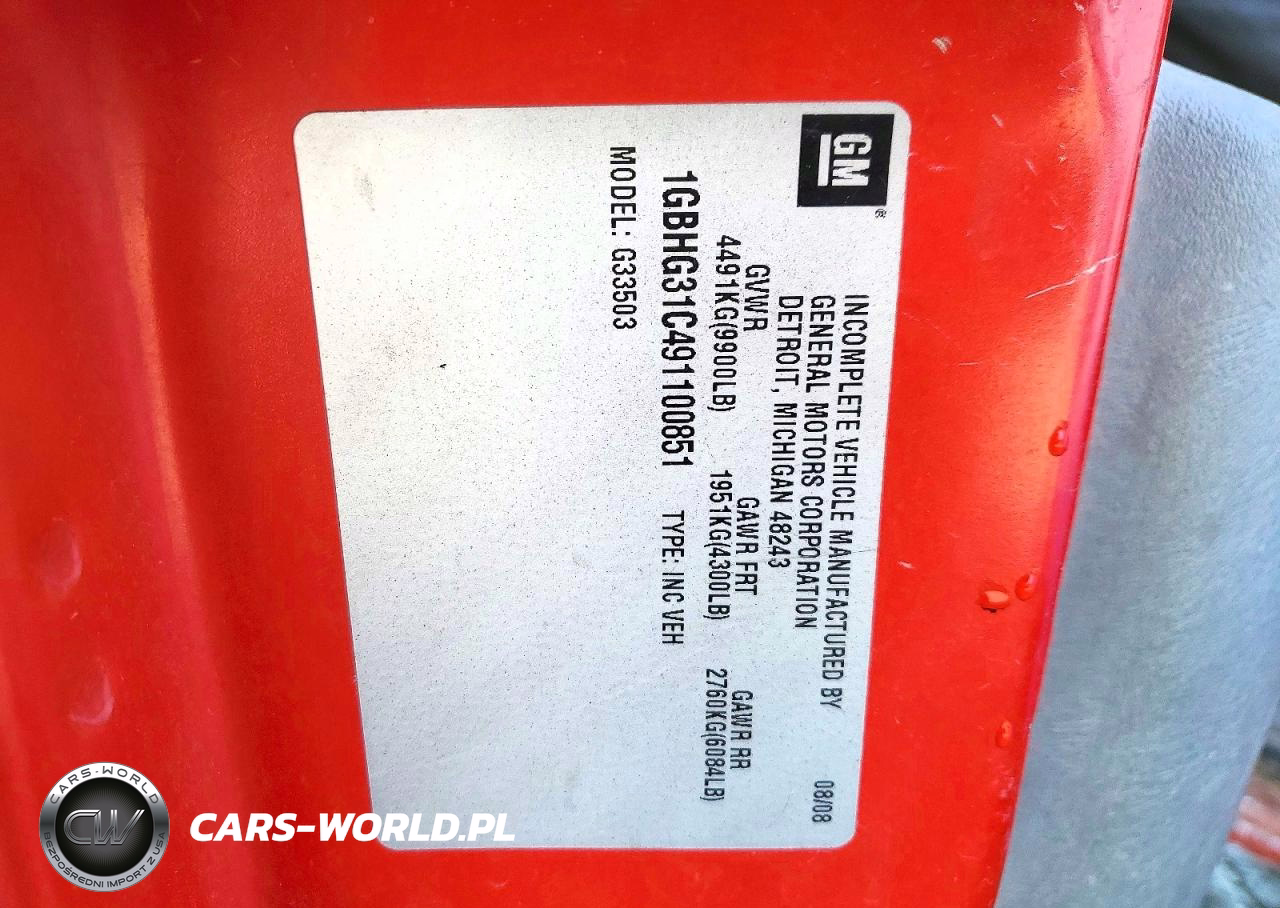 GM®
INCOMPLETE VEHICLE MANUFACTURED BY
GENERAL MOTORS CORPORATION 08/08
DETROIT, MICHIGAN 48243
GVWR GAWR FRT GAWR RR
4491KG(9900LB) 1951KG(4300LB) 2760KG(6084LB)
1GBHG31C491100851 TYPE: INC VEH
MODEL: G33503
CARS-WORLD
CW
BEZPOŚREDNI IMPORT Z USA
CARS-WORLD.PL